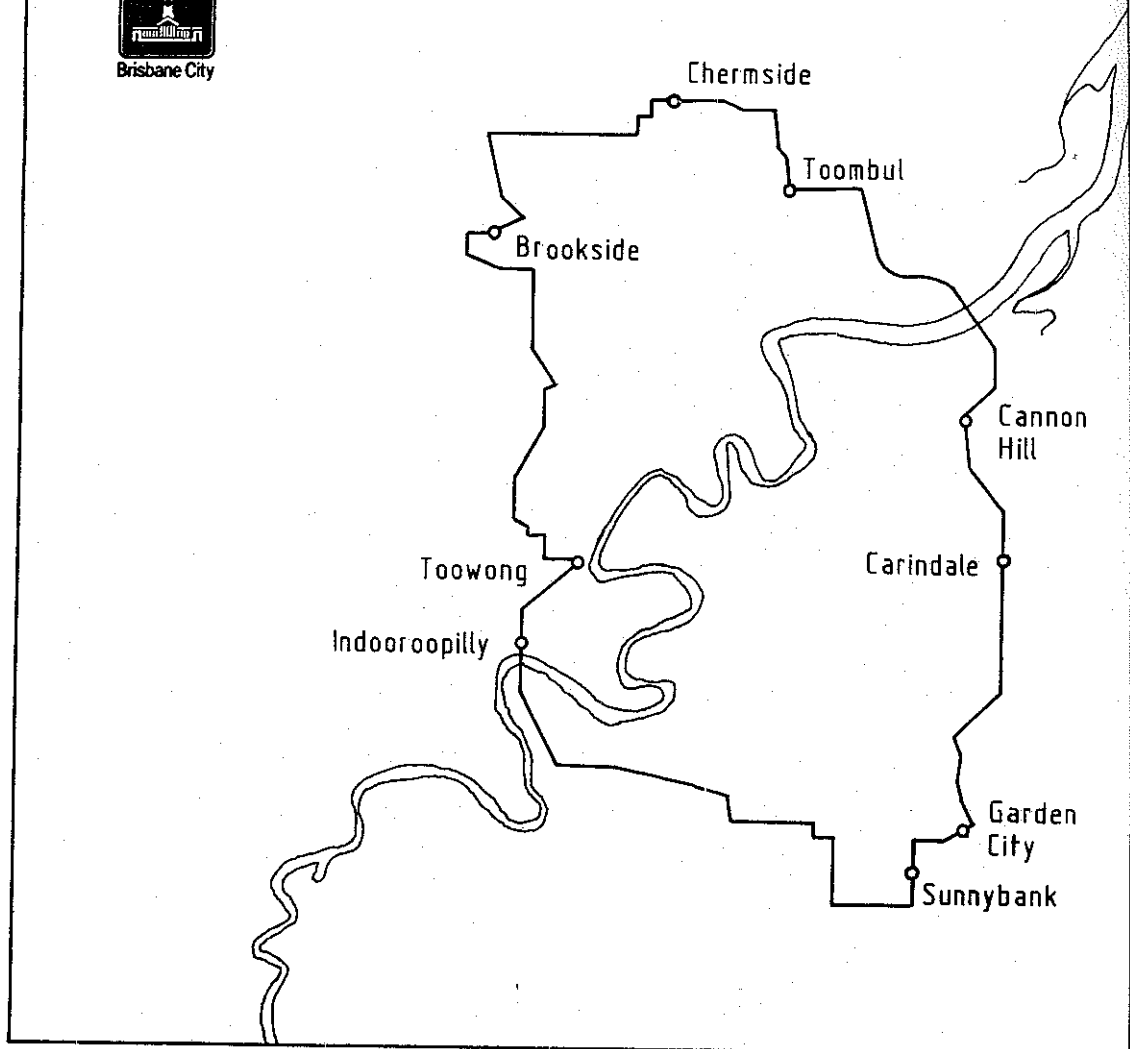 Brisbane City
Chermside
Toombul
Brookside
Cannon
Hill
Toowong
Carindale
Indooroopilly
Garden
City
Sunnybank